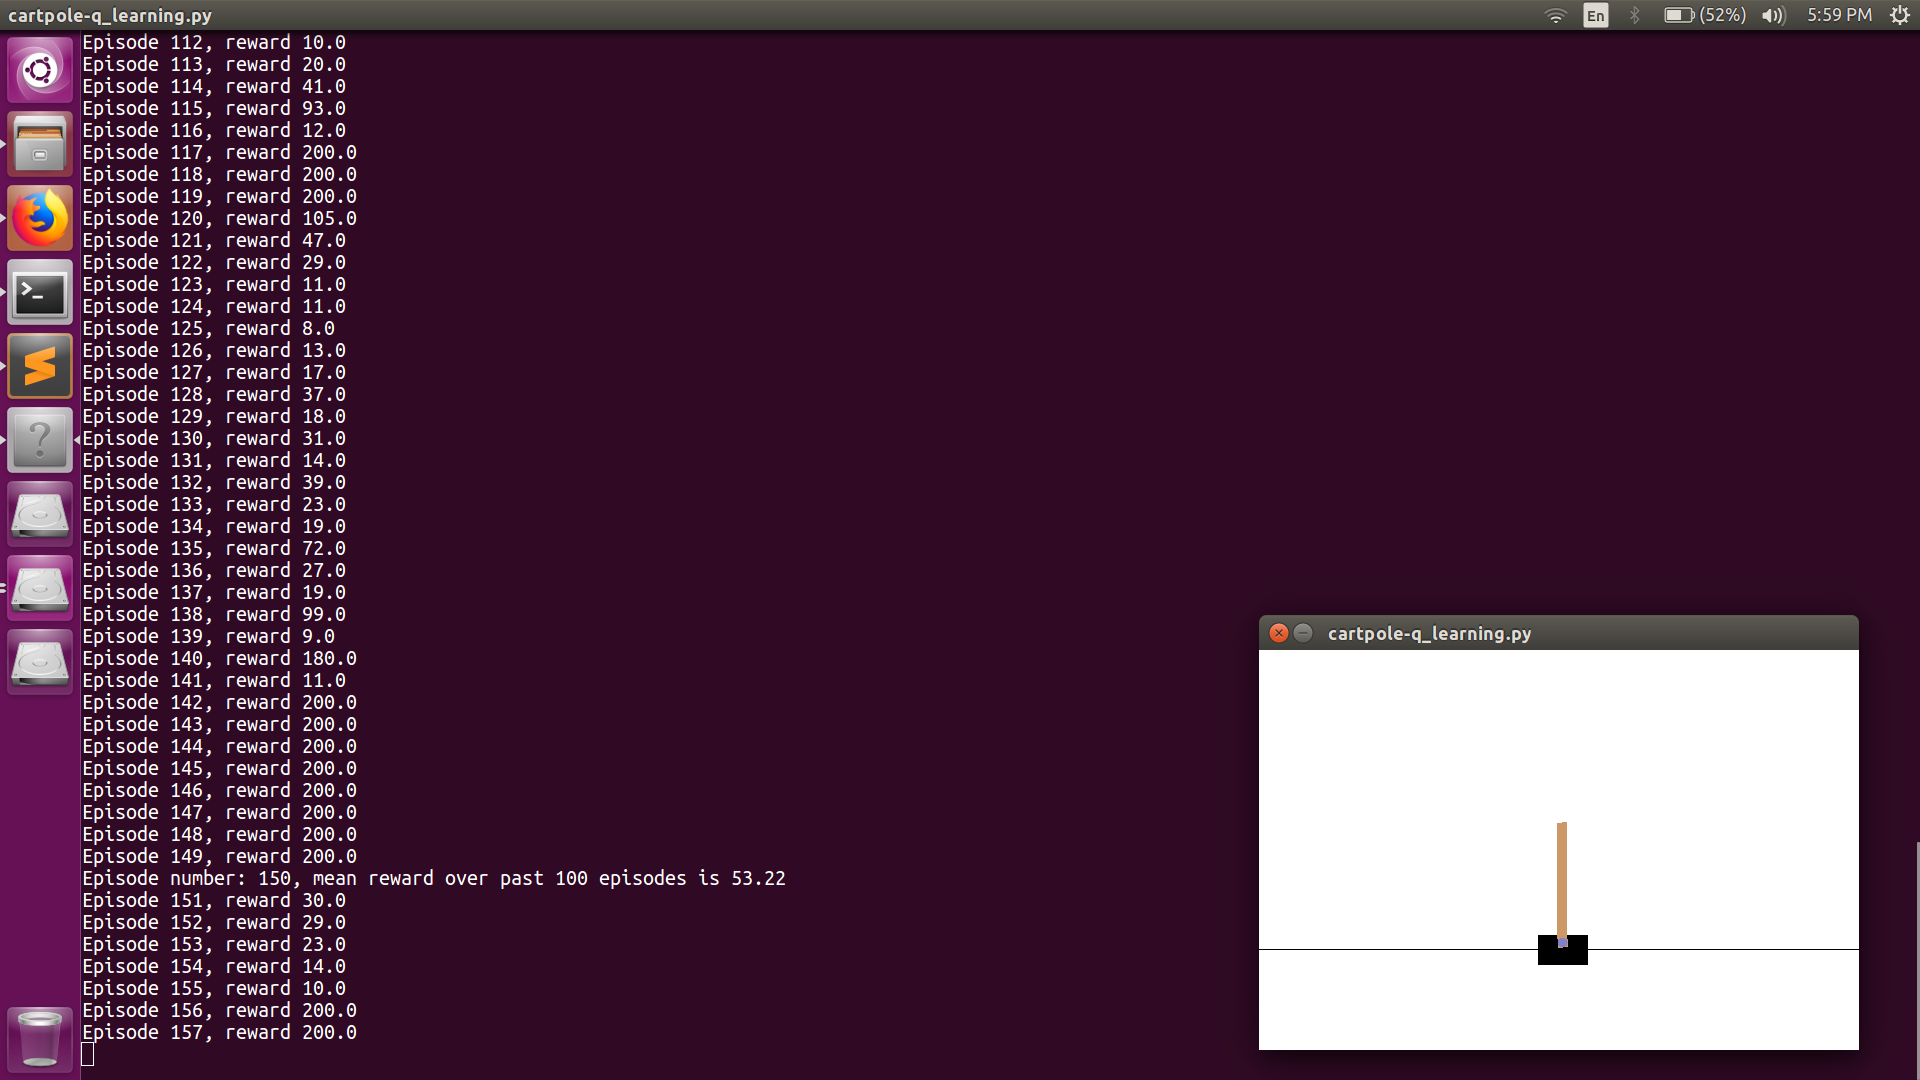 cartpole-q_learning.py
En
(52%)
5:59 PM
Episode 112, reward 10.0
Episode 113, reward 20.0
Episode 114, reward 41.0
Episode 115, reward 93.0
Episode 116, reward 12.0
Episode 117, reward 200.0
Episode 118, reward 200.0
Episode 119, reward 200.0
Episode 120, reward 105.0
Episode 121, reward 47.0
Episode 122, reward 29.0
Episode 123, reward 11.0
Episode 124, reward 11.0
Episode 125, reward 8.0
Episode 126, reward 13.0
Episode 127, reward 17.0
Episode 128, reward 37.0
Episode 129, reward 18.0
Episode 130, reward 31.0
Episode 131, reward 14.0
Episode 132, reward 39.0
Episode 133, reward 23.0
Episode 134, reward 19.0
Episode 135, reward 72.0
Episode 136, reward 27.0
Episode 137, reward 19.0
Episode 138, reward 99.0
Episode 139, reward 9.0
Episode 140, reward 180.0
Episode 141, reward 11.0
Episode 142, reward 200.0
Episode 143, reward 200.0
Episode 144, reward 200.0
Episode 145, reward 200.0
Episode 146, reward 200.0
Episode 147, reward 200.0
Episode 148, reward 200.0
Episode 149, reward 200.0
Episode number: 150, mean reward over past 100 episodes is 53.22
Episode 151, reward 30.0
Episode 152, reward 29.0
Episode 153, reward 23.0
Episode 154, reward 14.0
Episode 155, reward 10.0
Episode 156, reward 200.0
Episode 157, reward 200.0
cartpole-q_learning.py